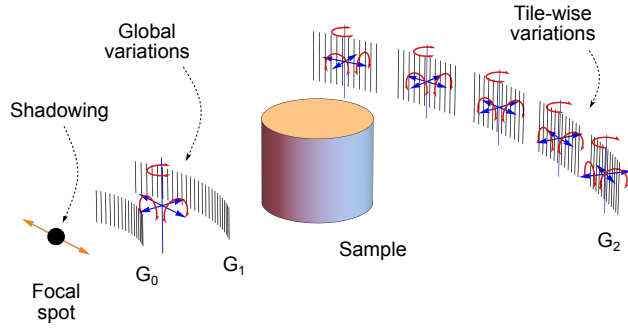 Global
variations
Tile-wise
variations
Shadowing
Sample
G₀
G₁
G₂
Focal
spot